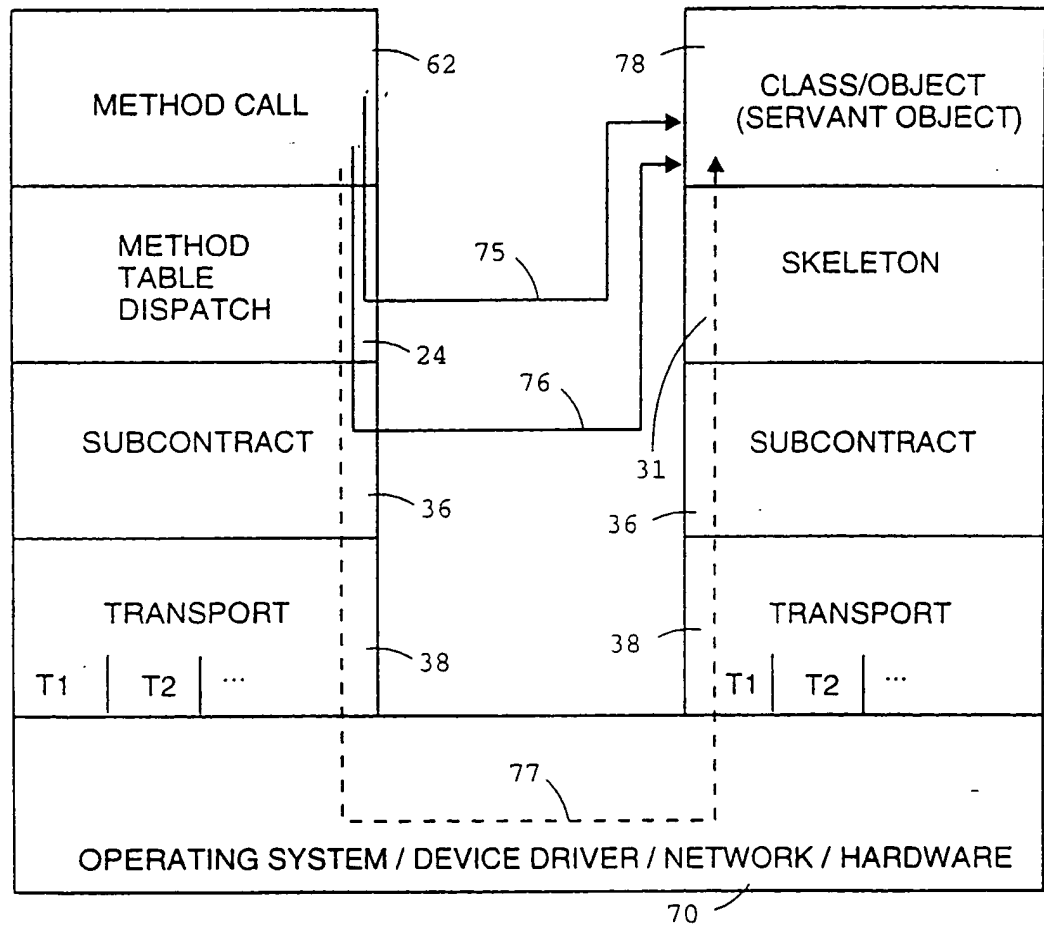 62
METHOD CALL
78
CLASS/OBJECT
(SERVANT OBJECT)
METHOD
TABLE
DISPATCH
75
SKELETON
24
76
SUBCONTRACT
31
SUBCONTRACT
36
36
TRANSPORT
38
T1 T2 ...
TRANSPORT
38
T1 T2 ...
77
OPERATING SYSTEM / DEVICE DRIVER / NETWORK / HARDWARE
70